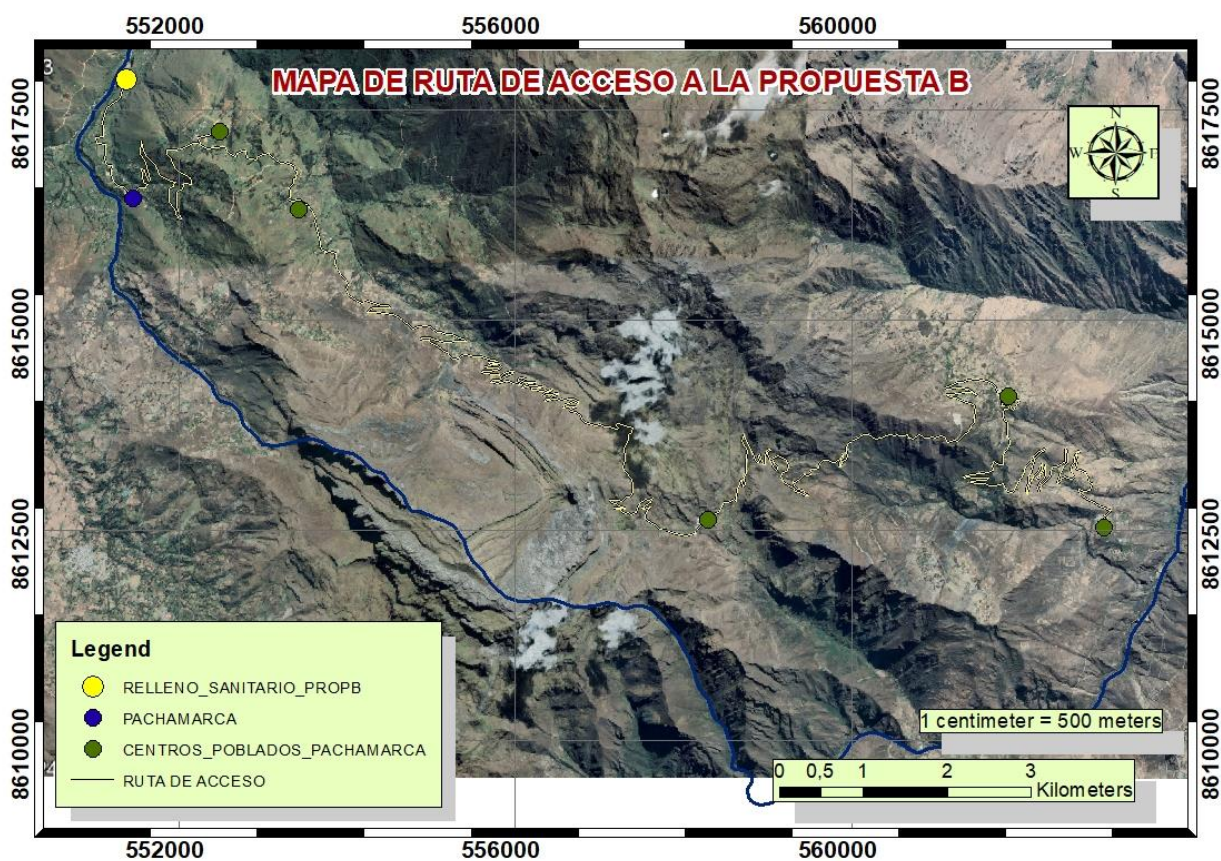 552000 556000 560000
3
MAPA DE RUTA DE ACCESO A LA PROPUESTA B
8617500 8617500
N
W E
S
8615000 8615000
8612500 8612500
Legend
RELLENO_SANITARIO_PROPB
PACHAMARCA
CENTROS_POBLADOS_PACHAMARCA
RUTA DE ACCESO
1 centimeter = 500 meters
8610000 8610000
0 0,5 1 2 3
Kilometers
552000 556000 560000